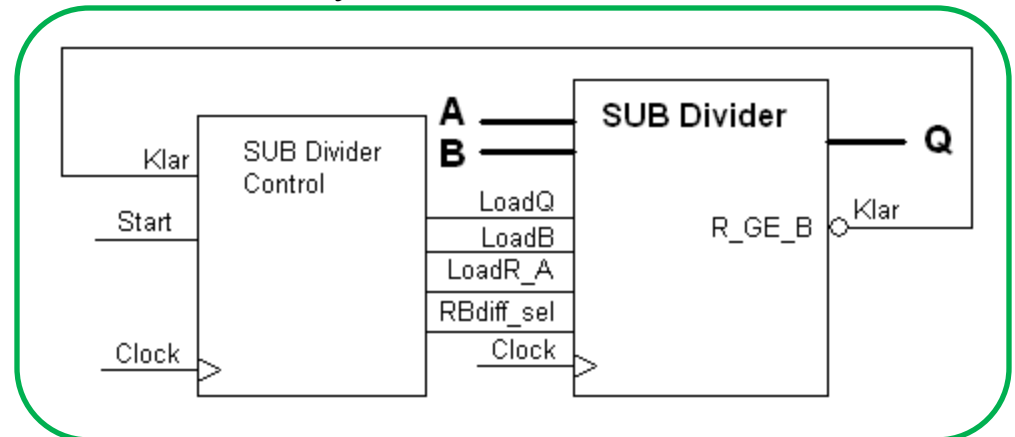 Klar
Start
Clock
SUB Divider
Control
A
B
LoadQ
LoadB
LoadR_A
RBdiff_sel
Clock
SUB Divider
R_GE_B
Q
Klar